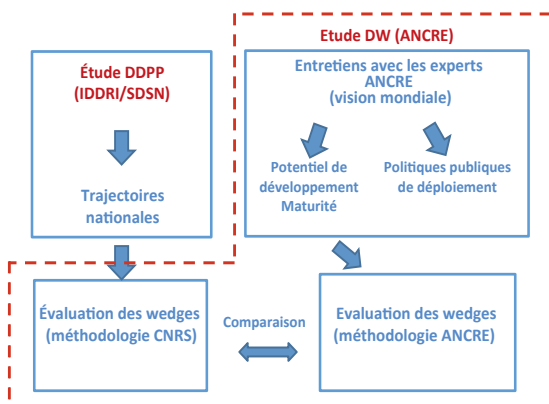 Etude DW (ANCRE)
Étude DDPP
(IDDRI/SDSN)
Trajectoires
nationales
Entretiens avec les experts
ANCRE
(vision mondiale)
Potentiel de
développement
Maturité
Politiques publiques
de déploiement
Évaluation des wedges
(méthodologie CNRS)
Comparaison
Evaluation des wedges
(méthodologie ANCRE)